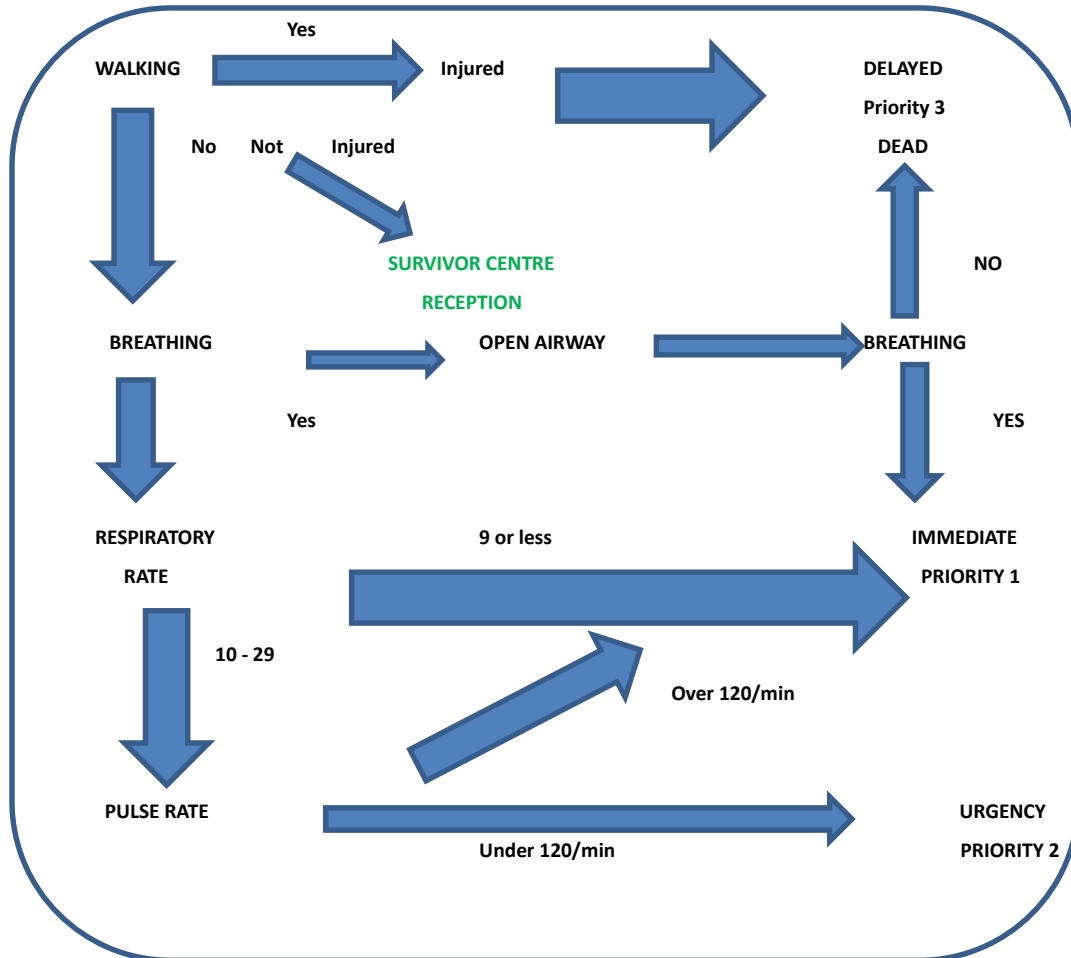 Yes
WALKING Injured DELAYED
Priority 3
No Not Injured DEAD
SURVIVOR CENTRE NO
RECEPTION
BREATHING OPEN AIRWAY BREATHING
Yes YES
RESPIRATORY 9 or less IMMEDIATE
RATE PRIORITY 1
10 - 29
Over 120/min
PULSE RATE URGENCY
Under 120/min PRIORITY 2